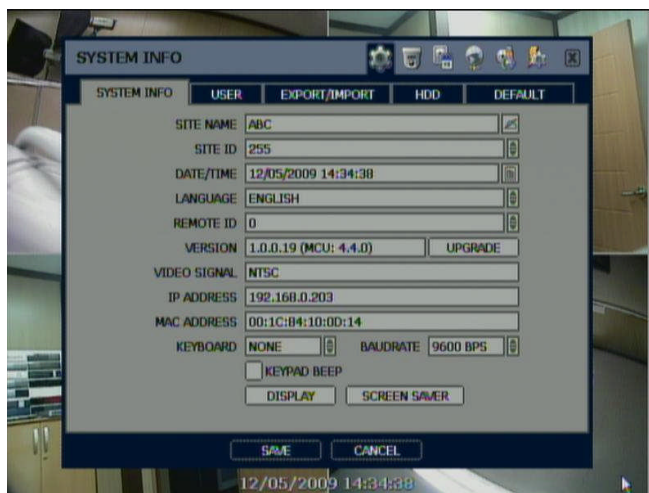 SYSTEM INFO
SYSTEM INFO USER EXPORT/IMPORT HDD DEFAULT
SITE NAME ABC
SITE ID 255
DATE/TIME 12/05/2009 14:34:38
LANGUAGE ENGLISH
REMOTE ID 0
VERSION 1.0.0.19 (MCU: 4.4.0) UPGRADE
VIDEO SIGNAL NTSC
IP ADDRESS 192.168.0.203
MAC ADDRESS 00:1C:84:10:0D:14
KEYBOARD NONE BAUDRATE 9600 BPS
KEYPAD BEEP
DISPLAY SCREEN SAVER
SAVE CANCEL
12/05/2009 14:34:38